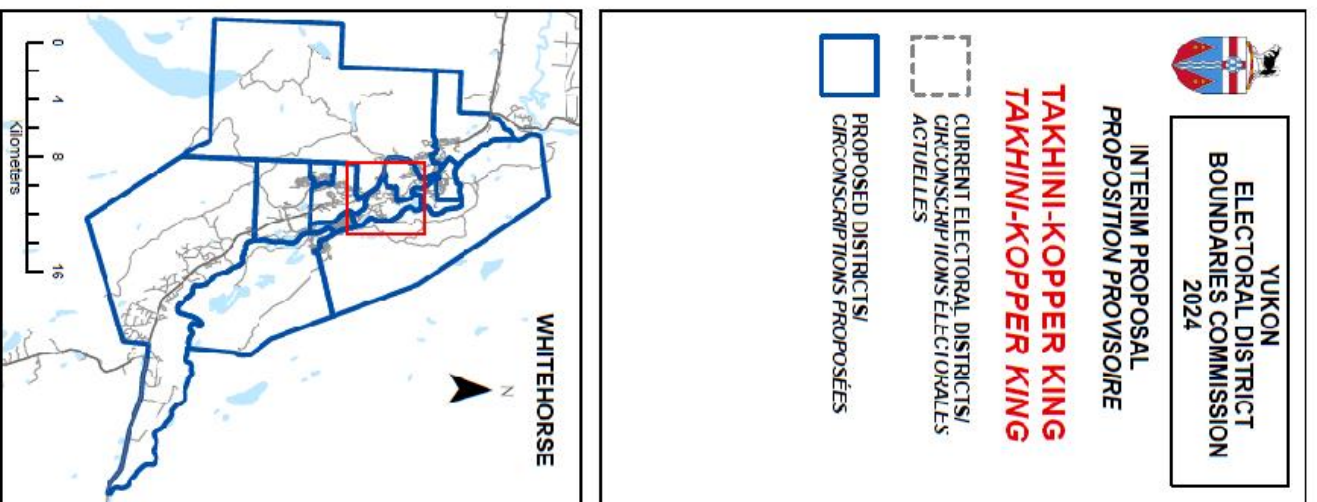 YUKON
ELECTORAL DISTRICT
BOUNDARIES COMMISSION
2024
INTERIM PROPOSAL
PROPOSITION PROVISOIRE
TAKHINI-KOPPER KING
TAKHINI-KOPPER KING
CURRENT ELECTORAL DISTRICTS/
CIRCONSCRIPTIONS ÉLECTORALES
ACTUELLES
PROPOSED DISTRICTS/
CIRCONSCRIPTIONS PROPOSÉES
WHITEHORSE
N
0 4 8 16
Kilometers